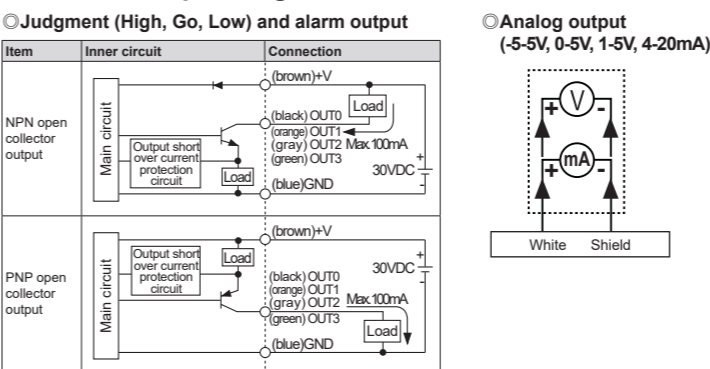 ◎Judgment (High, Go, Low) and alarm output
Item
Inner circuit
Connection
NPN open
collector
output
Main circuit
Output short
over current
protection
circuit
Load
(brown)+V
Load
(black) OUT0
(orange) OUT1
(gray) OUT2 Max.100mA
(green) OUT3
+
30VDC
-
(blue)GND
PNP open
collector
output
Main circuit
Output short
over current
protection
circuit
Load
(brown)+V
+
30VDC
-
(black) OUT0
(orange) OUT1
(gray) OUT2 Max.100mA
(green) OUT3
Load
(blue)GND
◎Analog output
(-5-5V, 0-5V, 1-5V, 4-20mA)
+ V -
+ mA -
White Shield